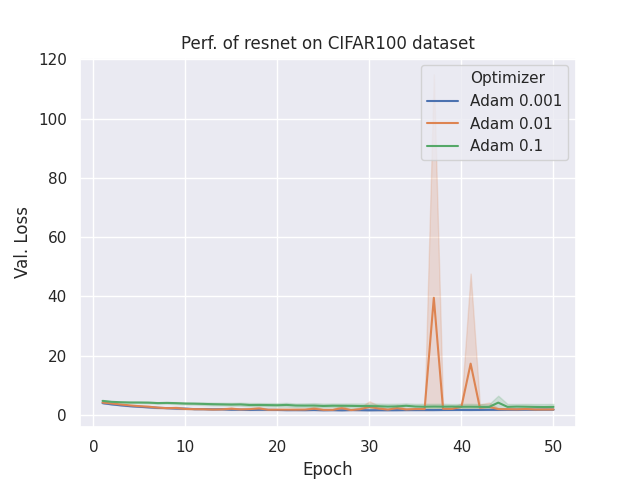 Perf. of resnet on CIFAR100 dataset
Optimizer
Adam 0.001
Adam 0.01
Adam 0.1
Val. Loss
120
100
80
60
40
20
0
0 10 20 30 40 50
Epoch